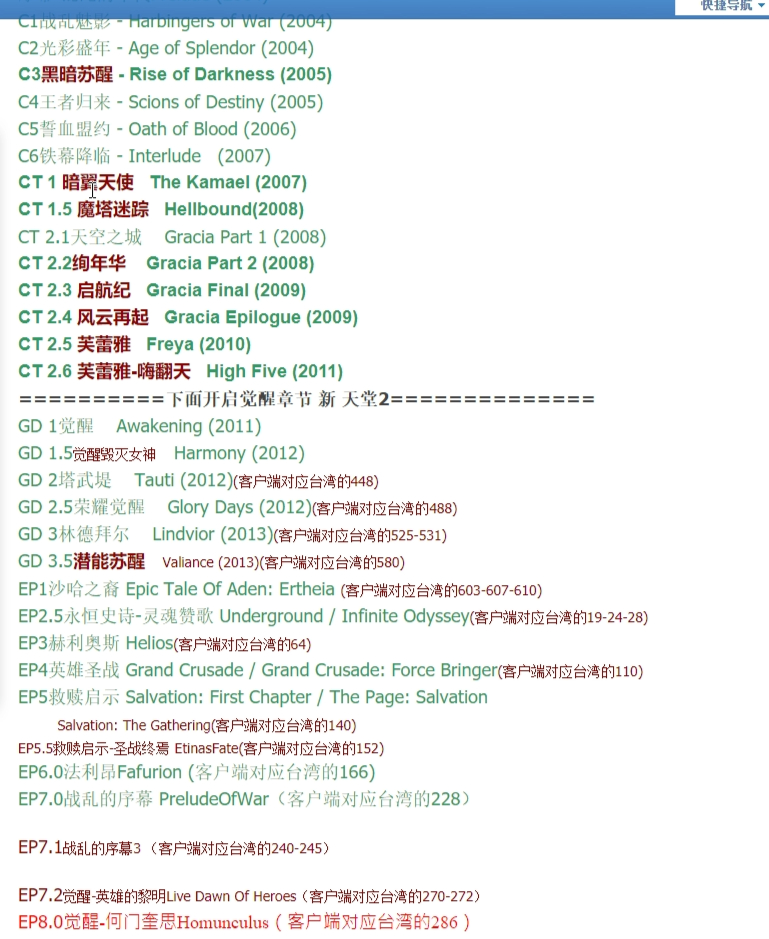 快捷导航
C1战乱魅影 - Harbingers of War (2004)
C2光彩盛年 - Age of Splendor (2004)
C3黑暗苏醒 - Rise of Darkness (2005)
C4王者归来 - Scions of Destiny (2005)
C5誓血盟约 - Oath of Blood (2006)
C6铁幕降临 - Interlude (2007)
CT 1 暗翼天使 The Kamael (2007)
CT 1.5 魔塔迷踪 Hellbound(2008)
CT 2.1天空之城 Gracia Part 1 (2008)
CT 2.2绚年华 Gracia Part 2 (2008)
CT 2.3 启航纪 Gracia Final (2009)
CT 2.4 风云再起 Gracia Epilogue (2009)
CT 2.5 芙蕾雅 Freya (2010)
CT 2.6 芙蕾雅-嗨翻天 High Five (2011)
==========下面开启觉醒章节 新 天堂2==============
GD 1觉醒 Awakening (2011)
GD 1.5觉醒毁灭女神 Harmony (2012)
GD 2塔武堤 Tauti (2012)(客户端对应台湾的448)
GD 2.5荣耀觉醒 Glory Days (2012)(客户端对应台湾的488)
GD 3林德拜尔 Lindvior (2013)(客户端对应台湾的525-531)
GD 3.5潜能苏醒 Valiance (2013)(客户端对应台湾的580)
EP1沙哈之裔 Epic Tale Of Aden: Ertheia (客户端对应台湾的603-607-610)
EP2.5永恒史诗-灵魂赞歌 Underground / Infinite Odyssey(客户端对应台湾的19-24-28)
EP3赫利奥斯 Helios(客户端对应台湾的64)
EP4英雄圣战 Grand Crusade / Grand Crusade: Force Bringer(客户端对应台湾的110)
EP5救赎启示 Salvation: First Chapter / The Page: Salvation
Salvation: The Gathering(客户端对应台湾的140)
EP5.5救赎启示-圣战终焉 EtinasFate(客户端对应台湾的152)
EP6.0法利昂Fafurion (客户端对应台湾的166)
EP7.0战乱的序幕 PreludeOfWar（客户端对应台湾的228）
EP7.1战乱的序幕3 （客户端对应台湾的240-245）
EP7.2觉醒-英雄的黎明Live Dawn Of Heroes（客户端对应台湾的270-272）
EP8.0觉醒-何门奎思Homunculus（客户端对应台湾的286）